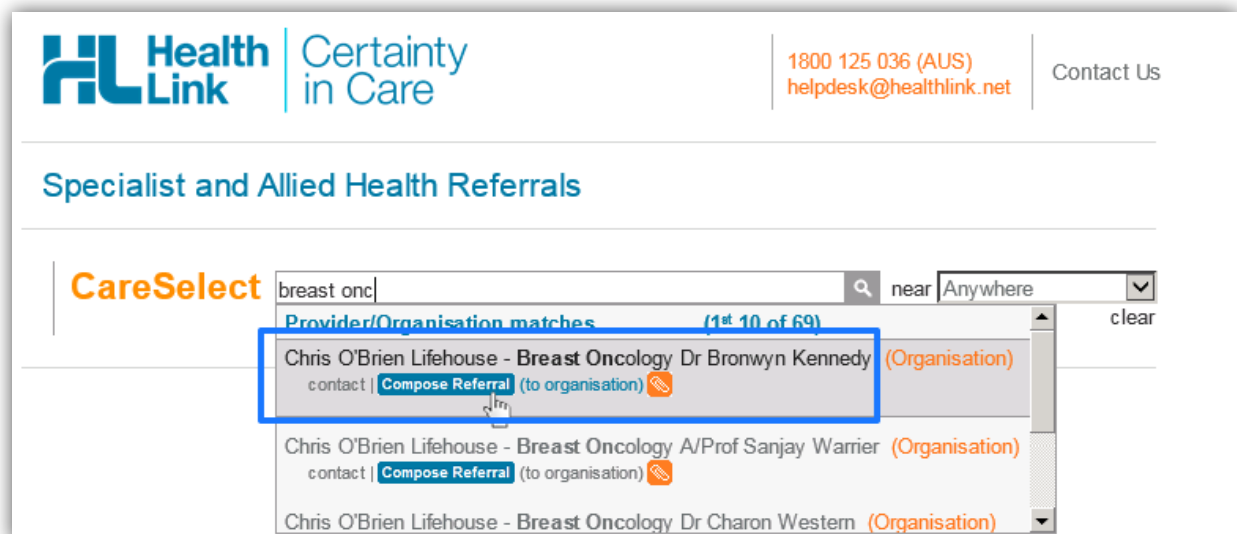 HL Health Link
Certainty in Care
1800 125 036 (AUS)
helpdesk@healthlink.net
Contact Us
Specialist and Allied Health Referrals
CareSelect
breast onc
near Anywhere
clear
Provider/Organisation matches (1st 10 of 69)
Chris O'Brien Lifehouse - Breast Oncology Dr Bronwyn Kennedy (Organisation)
contact | Compose Referral (to organisation)
Chris O'Brien Lifehouse - Breast Oncology A/Prof Sanjay Warrier (Organisation)
contact | Compose Referral (to organisation)
Chris O'Brien Lifehouse - Breast Oncology Dr Charon Western (Organisation)